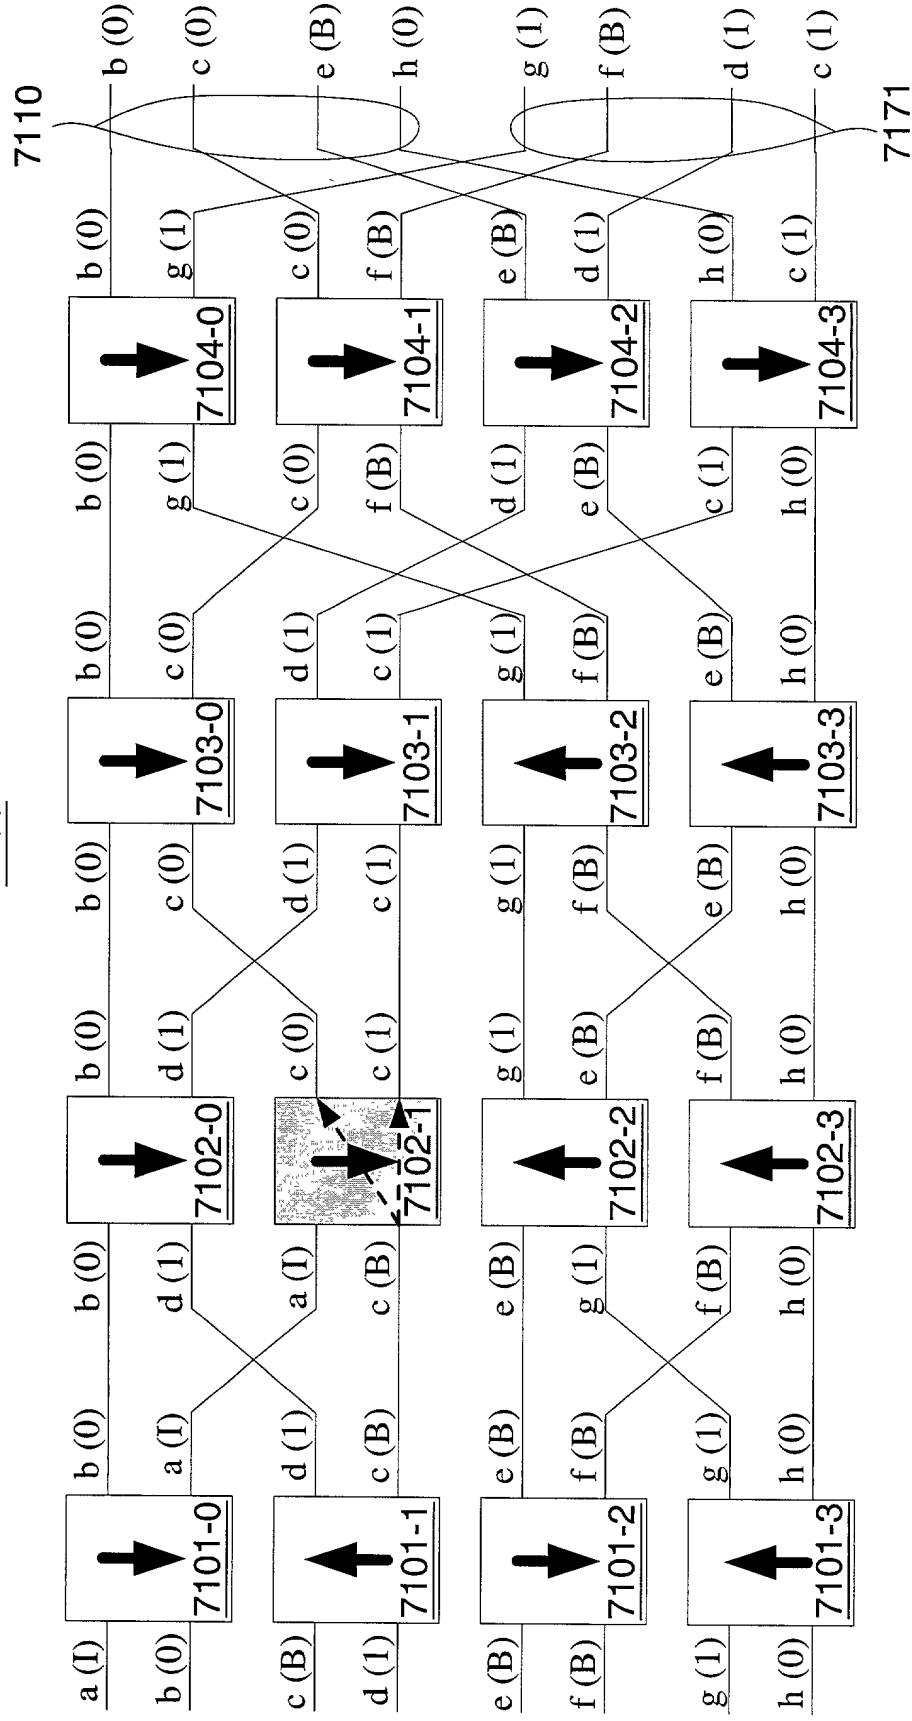 7110
a (I) b (0) b (0) b (0) b (0) b (0) b (0) b (0) b (0)
b (0) a (I) d (1) d (1) c (0) c (0) g (1) g (1) c (0)
7101-0 7102-0 7103-0 7104-0
c (B) d (1) a (I) c (0) d (1) d (1) c (0) c (0) e (B)
d (1) c (B) c (B) c (1) c (1) c (1) f (B) f (B) h (0)
7101-1 7102-1 7103-1 7104-1
e (B) e (B) e (B) g (1) g (1) g (1) d (1) e (B) g (1)
f (B) f (B) g (1) e (B) f (B) f (B) e (B) d (1) f (B)
7101-2 7102-2 7103-2 7104-2
g (1) g (1) f (B) f (B) e (B) e (B) c (1) h (0) d (1)
h (0) h (0) h (0) h (0) h (0) h (0) h (0) c (1) c (1)
7101-3 7102-3 7103-3 7104-3
7171